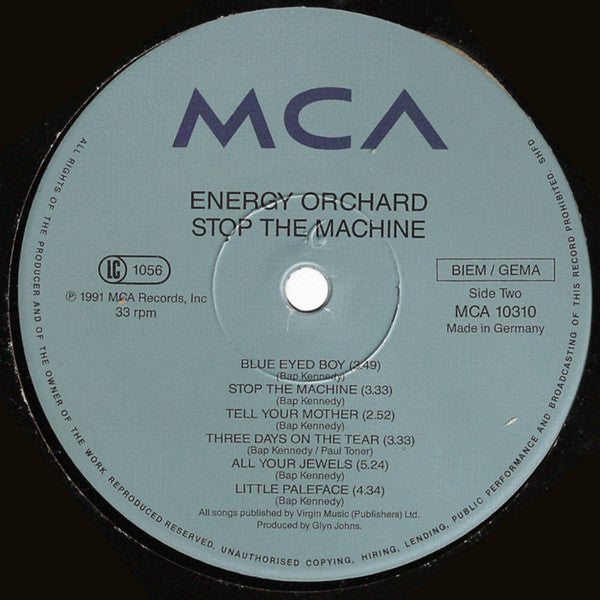 MCA
ENERGY ORCHARD
STOP THE MACHINE
LC 1056
℗ 1991 MCA Records, Inc
33 rpm
BIEM / GEMA
Side Two
MCA 10310
Made in Germany
BLUE EYED BOY (3.49)
(Bap Kennedy)
STOP THE MACHINE (3.33)
(Bap Kennedy)
TELL YOUR MOTHER (2.52)
(Bap Kennedy)
THREE DAYS ON THE TEAR (3.33)
(Bap Kennedy / Paul Toner)
ALL YOUR JEWELS (5.24)
(Bap Kennedy)
LITTLE PALEFACE (4.34)
(Bap Kennedy)
All songs published by Virgin Music (Publishers) Ltd.
Produced by Glyn Johns.
ALL RIGHTS OF THE PRODUCER AND OF THE OWNER OF THE WORK REPRODUCED RESERVED. UNAUTHORISED COPYING, HIRING, LENDING, PUBLIC PERFORMANCE AND BROADCASTING OF THIS RECORD PROHIBITED. SHFD